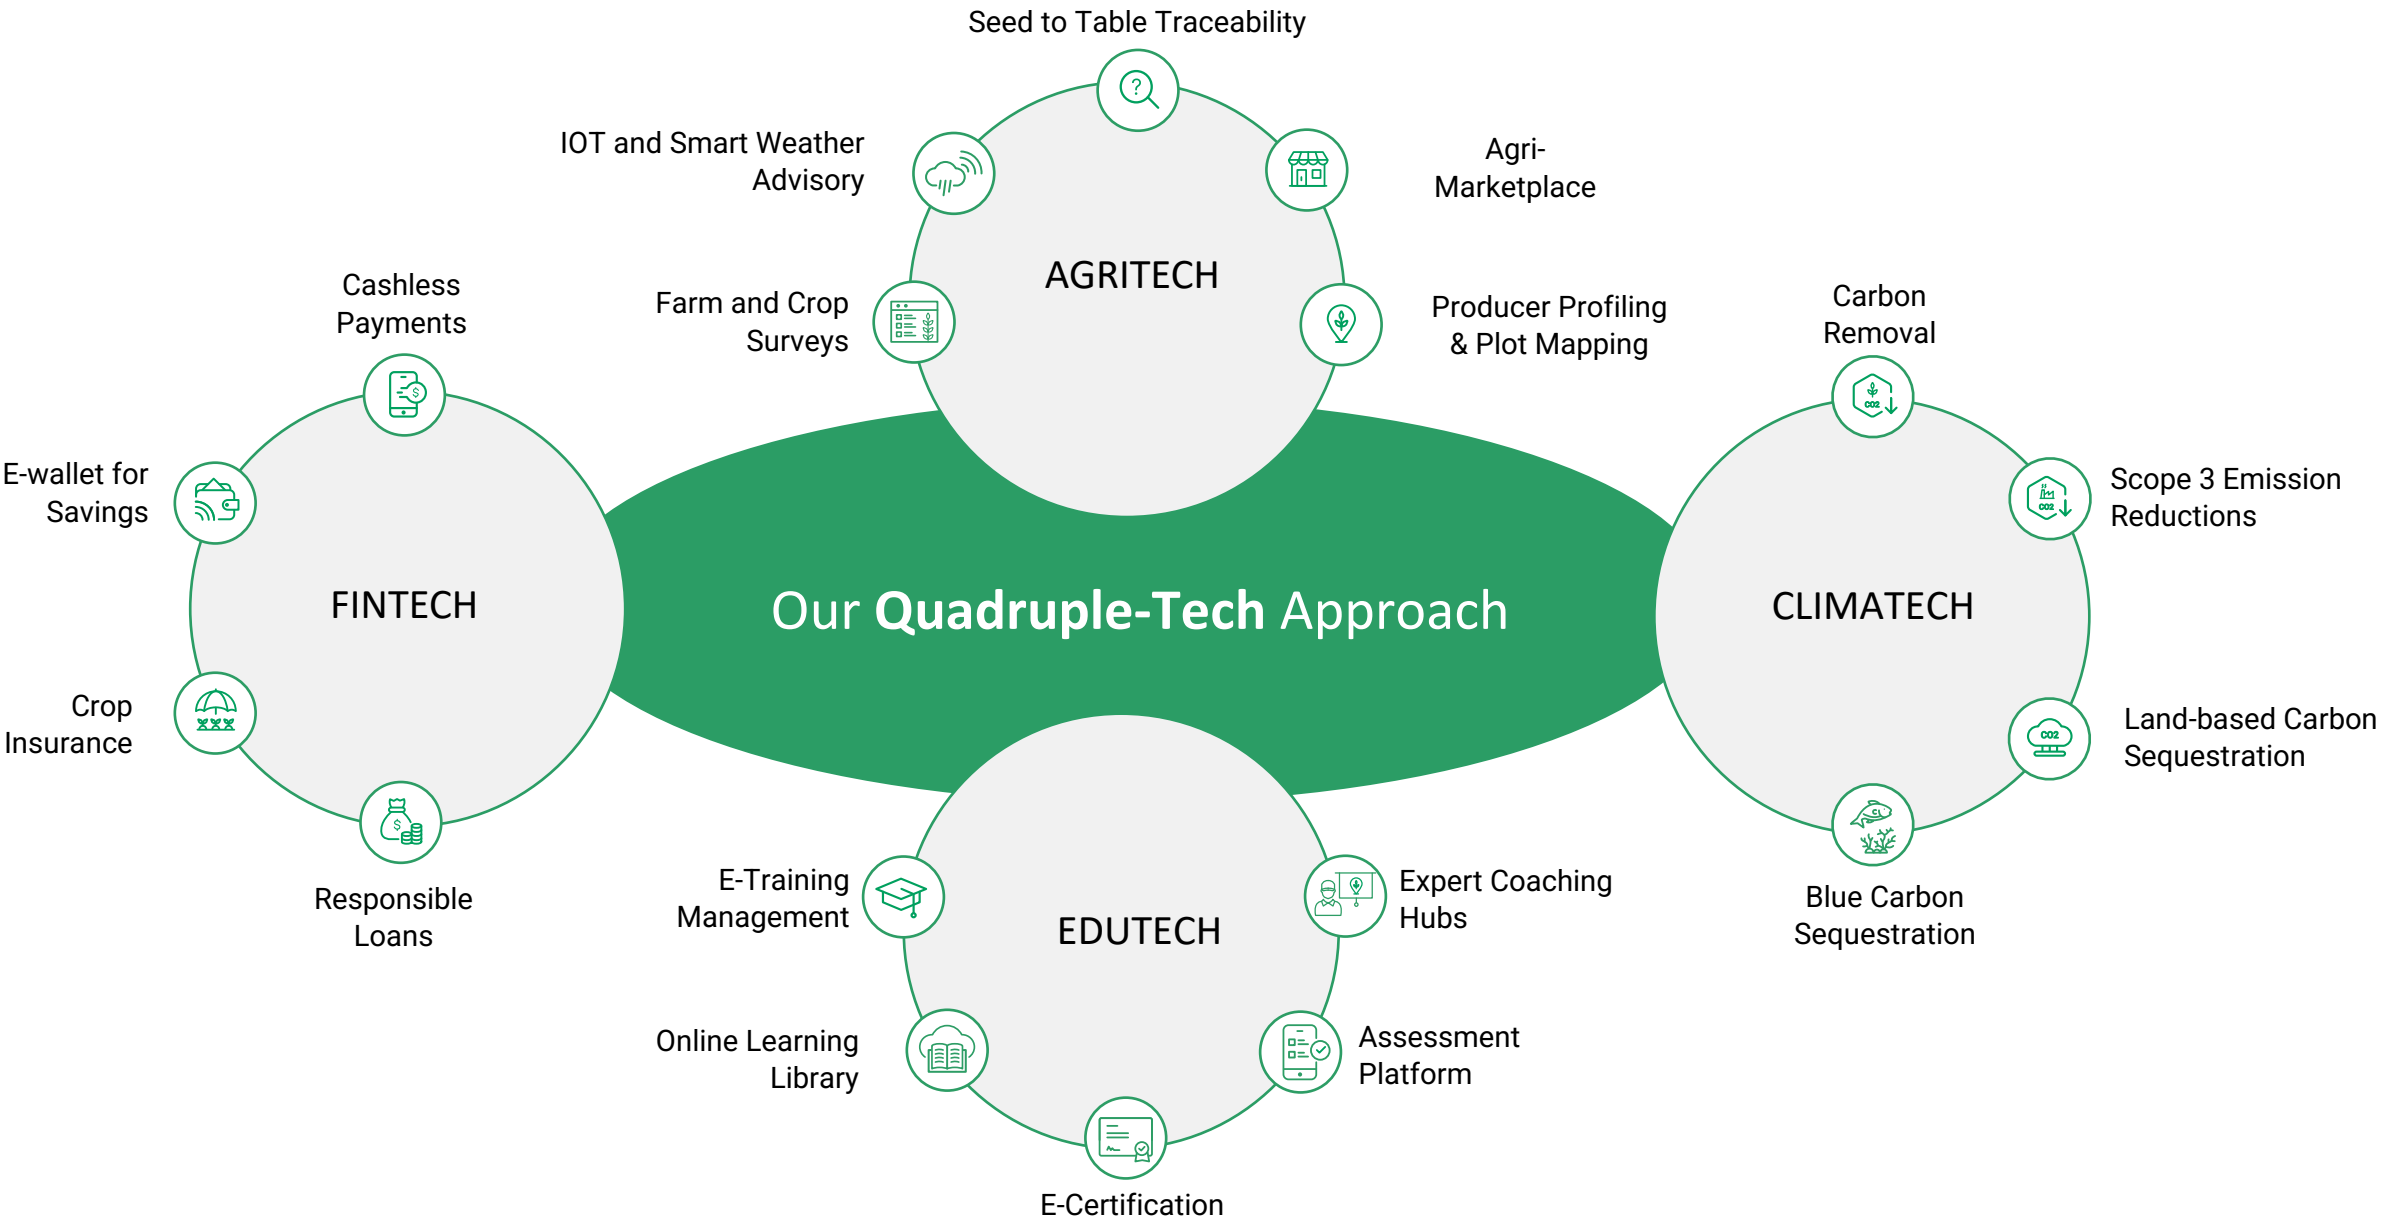 Seed to Table Traceability
IOT and Smart Weather
Advisory
Agri-
Marketplace
Farm and Crop
Surveys
AGRITECH
Producer Profiling
& Plot Mapping
Cashless
Payments
E-wallet for
Savings
FINTECH
Crop
Insurance
Responsible
Loans
Our Quadruple-Tech Approach
Carbon
Removal
CO2
Scope 3 Emission
Reductions
CO2
CLIMATECH
Land-based Carbon
Sequestration
CO2
Blue Carbon
Sequestration
E-Training
Management
EDUTECH
Expert Coaching
Hubs
Online Learning
Library
Assessment
Platform
E-Certification